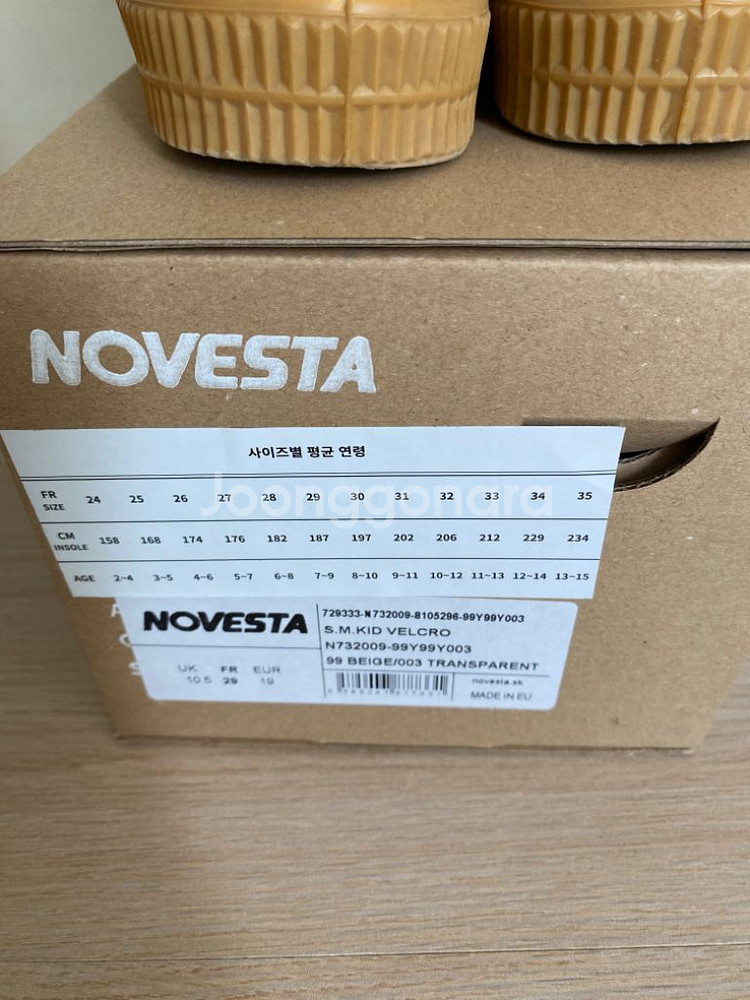 NOVESTA
사이즈별 평균 연령
FR SIZE 24 25 26 27 28 29 30 31 32 33 34 35
CM INSOLE 158 168 174 176 182 187 197 202 206 212 229 234
AGE 2~4 3~5 4~6 5~7 6~8 7~9 8~10 9~11 10~12 11~13 12~14 13~15
Joonggonara
NOVESTA
729333-N732009-8105296-99Y99Y003
S.M.KID VELCRO
N732009-99Y99Y003
99 BEIGE/003 TRANSPARENT
UK FR EUR
10.5 29 19
novesta.sk
MADE IN EU